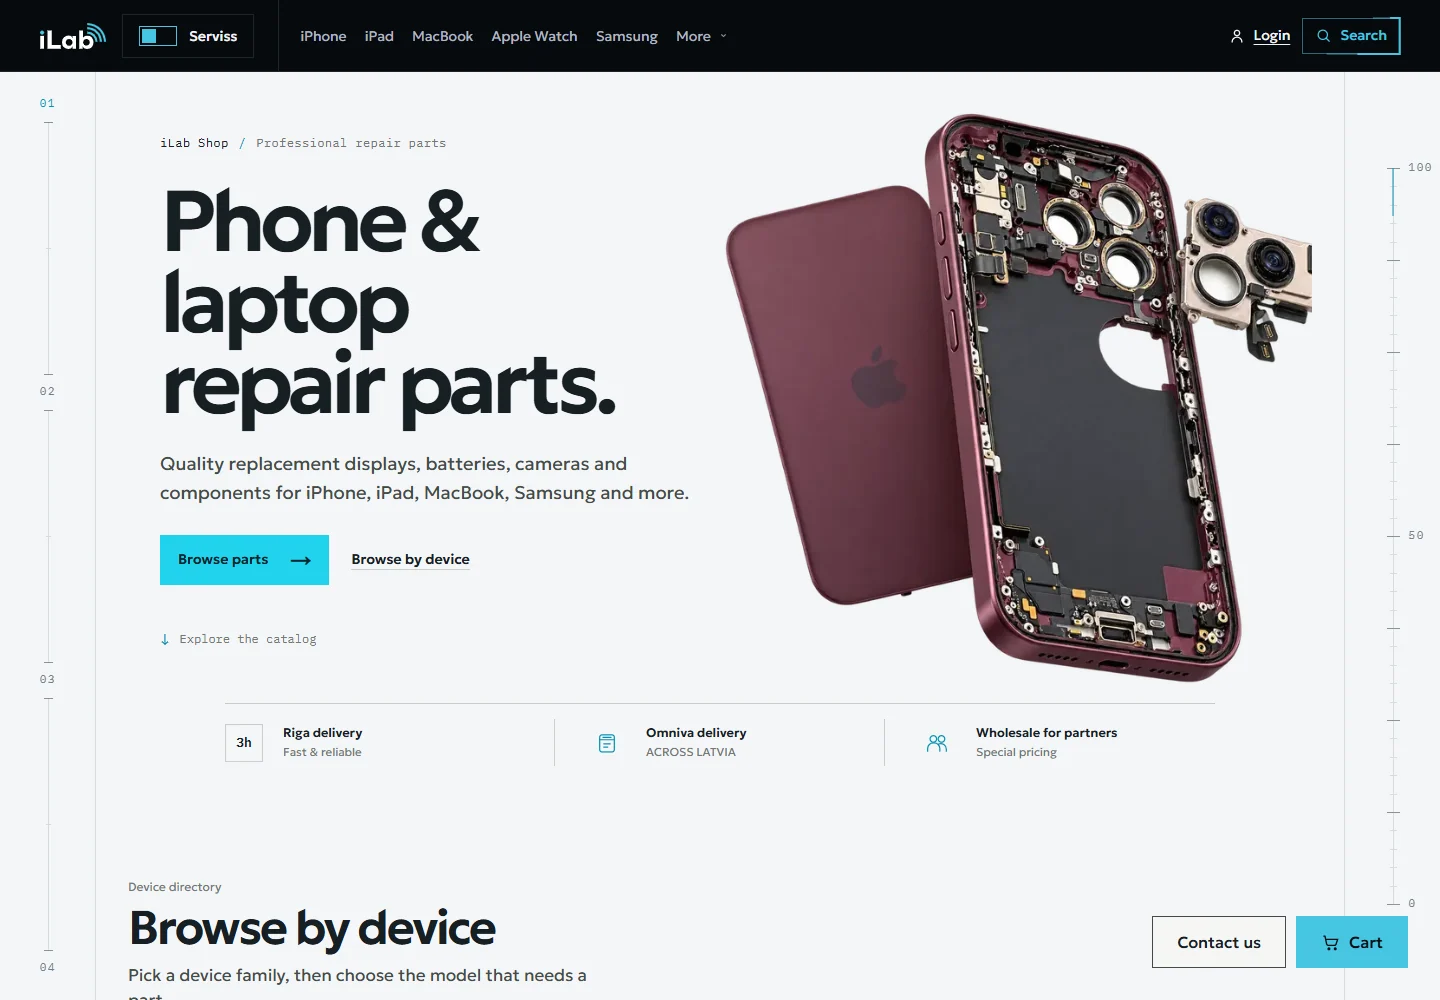 iLab
Serviss
iPhone
iPad
MacBook
Apple Watch
Samsung
More
Login
Search
01
02
03
04
100
50
0
iLab Shop / Professional repair parts
Phone &
laptop
repair parts.
Quality replacement displays, batteries, cameras and
components for iPhone, iPad, MacBook, Samsung and more.
Browse parts
Browse by device
Explore the catalog
3h
Riga delivery
Fast & reliable
Omniva delivery
ACROSS LATVIA
Wholesale for partners
Special pricing
Device directory
Browse by device
Pick a device family, then choose the model that needs a
part.
Contact us
Cart